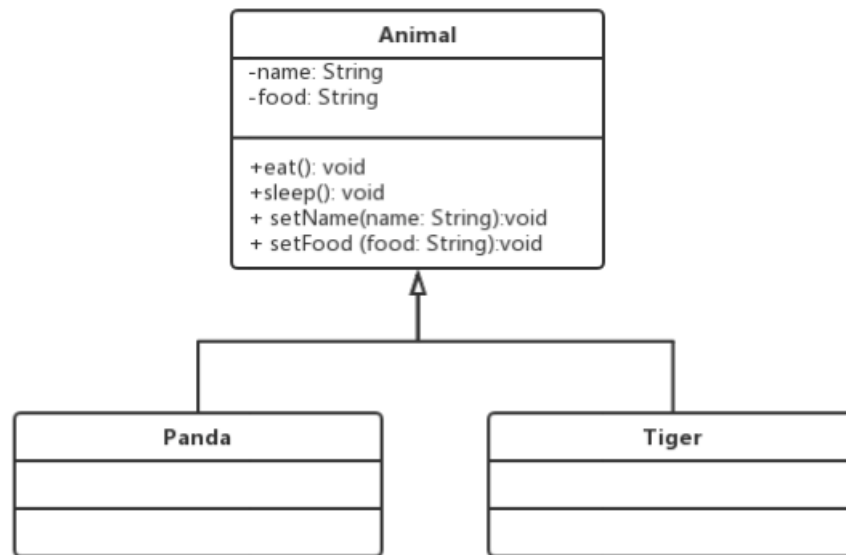 Animal
-name: String
-food: String
+eat(): void
+sleep(): void
+ setName(name: String):void
+ setFood (food: String):void
Panda
Tiger